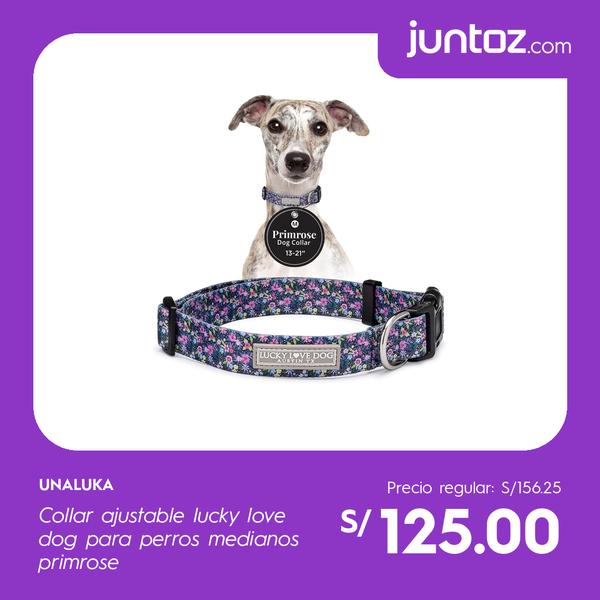 juntoz.com
M
Primrose
Dog Collar
13-21"
LUCKY LOVE DOG
AUSTIN TX
UNALUKA
Collar ajustable lucky love
dog para perros medianos
primrose
Precio regular: S/156.25
S/125.00